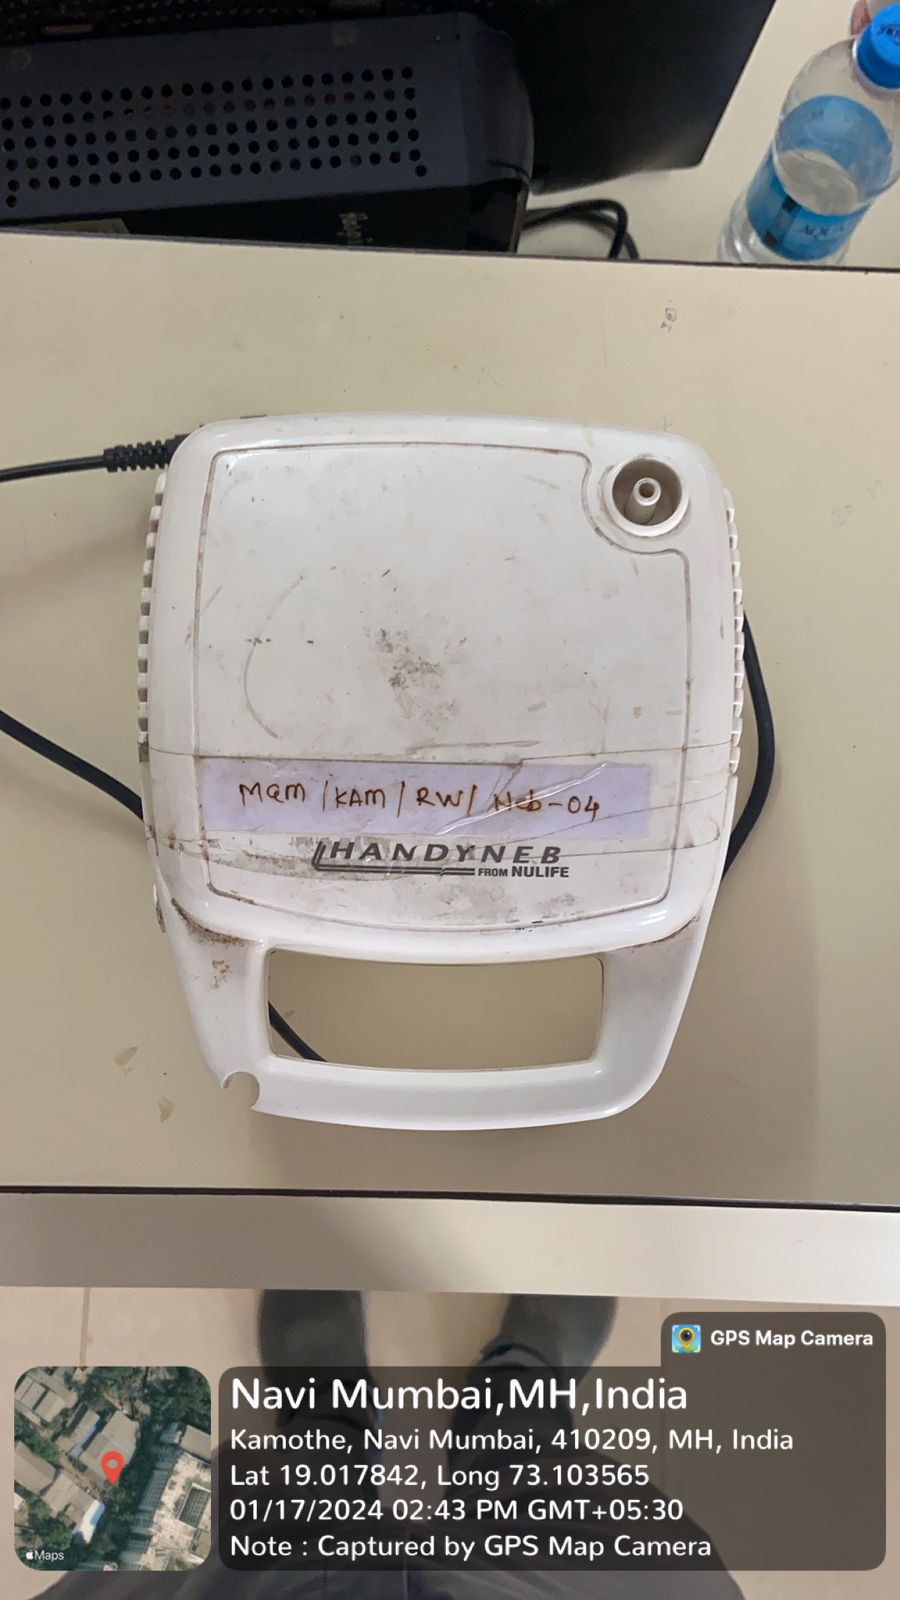 MGM / KAM / RW / Neb-04
HANDYNEB
FROM NULIFE
GPS Map Camera
Navi Mumbai,MH,India
Kamothe, Navi Mumbai, 410209, MH, India
Lat 19.017842, Long 73.103565
01/17/2024 02:43 PM GMT+05:30
Note : Captured by GPS Map Camera
Maps